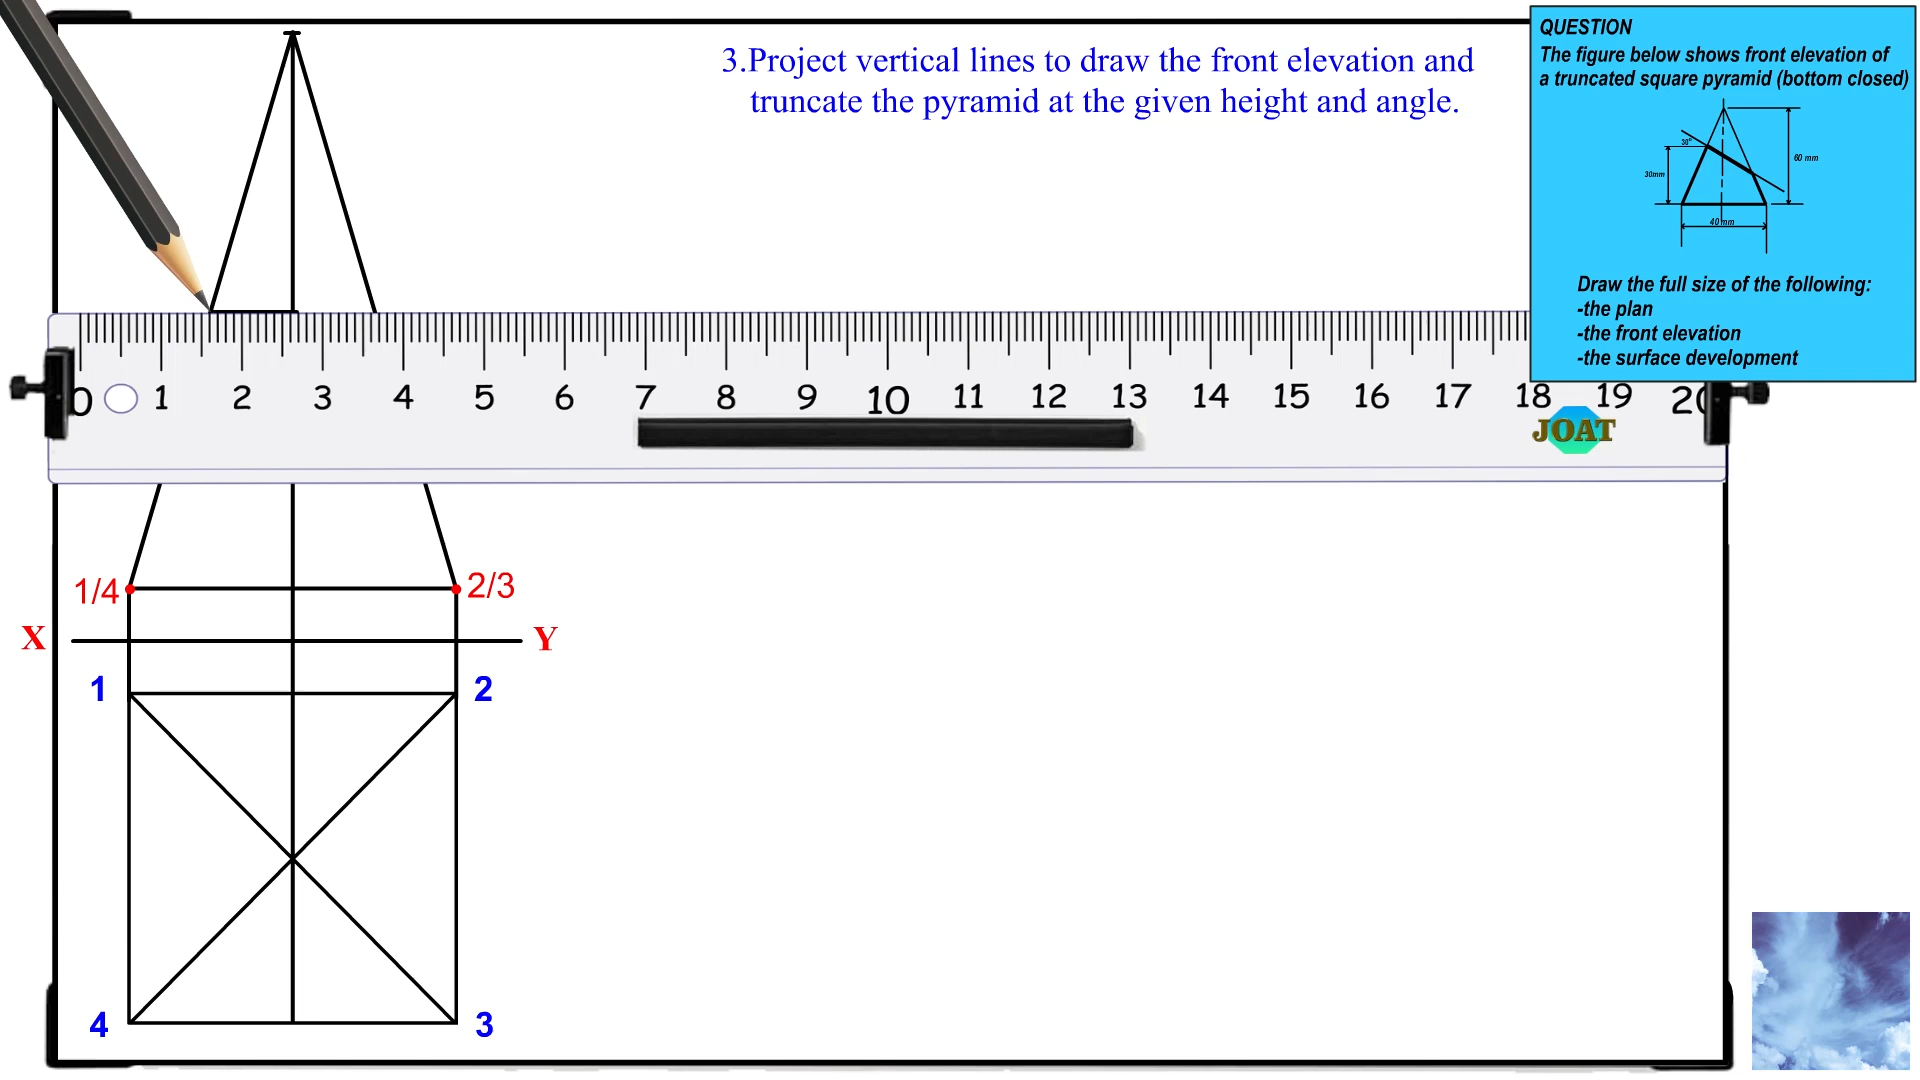 3.Project vertical lines to draw the front elevation and
truncate the pyramid at the given height and angle.
QUESTION
The figure below shows front elevation of
a truncated square pyramid (bottom closed)
30°
30mm
60 mm
40 mm
Draw the full size of the following:
-the plan
-the front elevation
-the surface development
0 1 2 3 4 5 6 7 8 9 10 11 12 13 14 15 16 17 18 19 20
JOAT
1/4 2/3
X Y
1 2
4 3